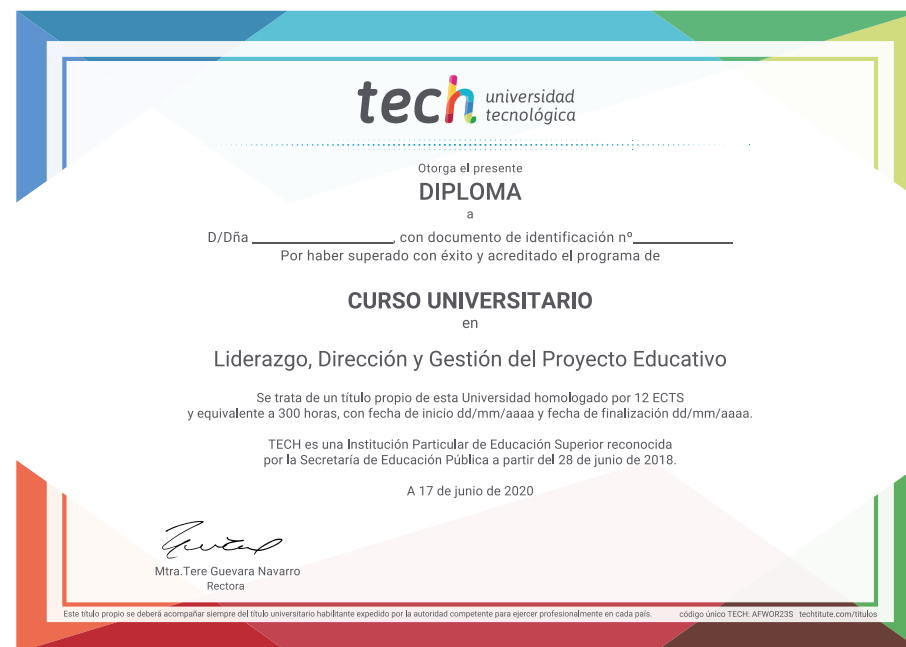 tech universidad
tecnológica
Otorga el presente
DIPLOMA
a
D/Dña ____________________, con documento de identificación nº______________
Por haber superado con éxito y acreditado el programa de
CURSO UNIVERSITARIO
en
Liderazgo, Dirección y Gestión del Proyecto Educativo
Se trata de un título propio de esta Universidad homologado por 12 ECTS
y equivalente a 300 horas, con fecha de inicio dd/mm/aaaa y fecha de finalización dd/mm/aaaa.
TECH es una Institución Particular de Educación Superior reconocida
por la Secretaría de Educación Pública a partir del 28 de junio de 2018.
A 17 de junio de 2020
Mtra.Tere Guevara Navarro
Rectora
Este título propio se deberá acompañar siempre del título universitario habilitante expedido por la autoridad competente para ejercer profesionalmente en cada país. código único TECH: AFWOR23S techtitute.com/titulos